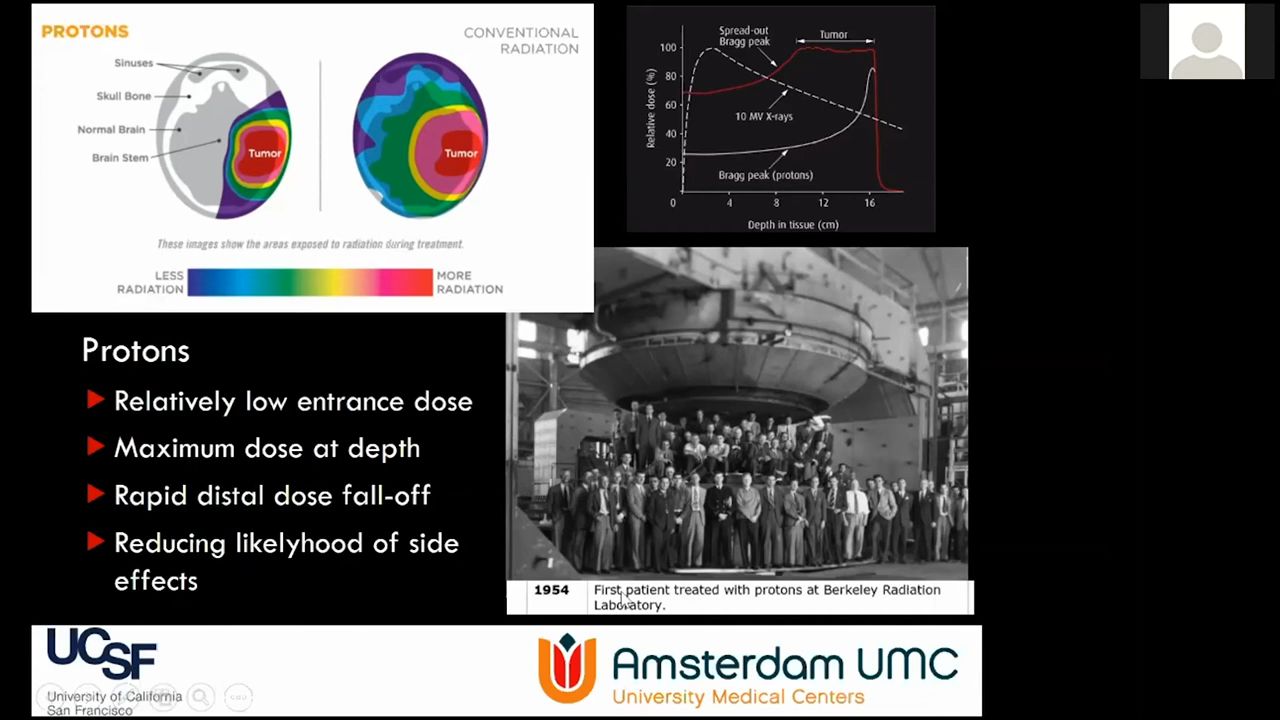 PROTONS
CONVENTIONAL
RADIATION
Sinuses
Skull Bone
Normal Brain
Brain Stem
Tumor
Tumor
These images show the areas exposed to radiation during treatment.
LESS
RADIATION
MORE
RADIATION
Spread-out
Bragg peak
Tumor
10 MV X-rays
Bragg peak (protons)
Relative dose (%)
100
80
60
40
20
0
4
8
12
16
Depth in tissue (cm)
Protons
Relatively low entrance dose
Maximum dose at depth
Rapid distal dose fall-off
Reducing likelyhood of side
effects
1954
First patient treated with protons at Berkeley Radiation
Laboratory.
UCSF
University of California
San Francisco
Amsterdam UMC
University Medical Centers